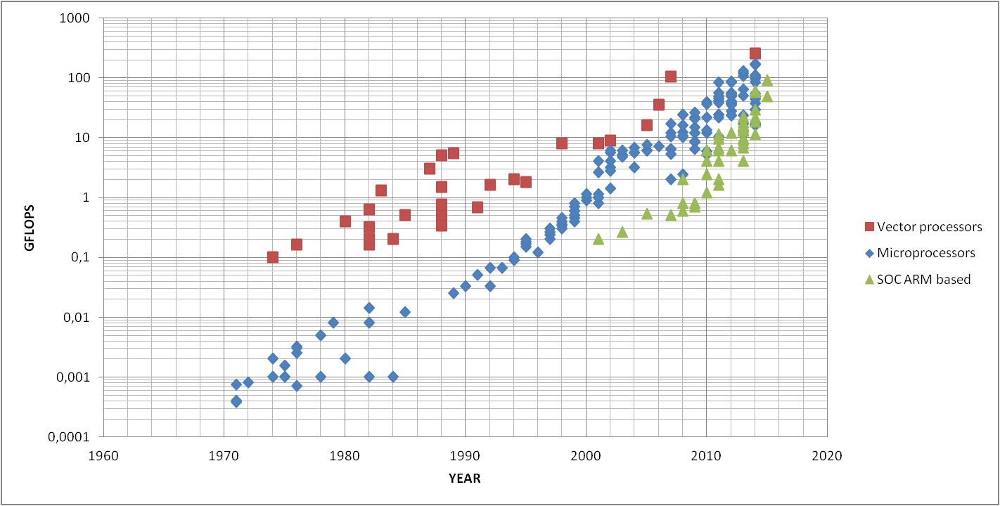 1000
100
10
1
0,1
0,01
0,001
0,0001
GFLOPS
1960 1970 1980 1990 2000 2010 2020
YEAR
Vector processors
Microprocessors
SOC ARM based